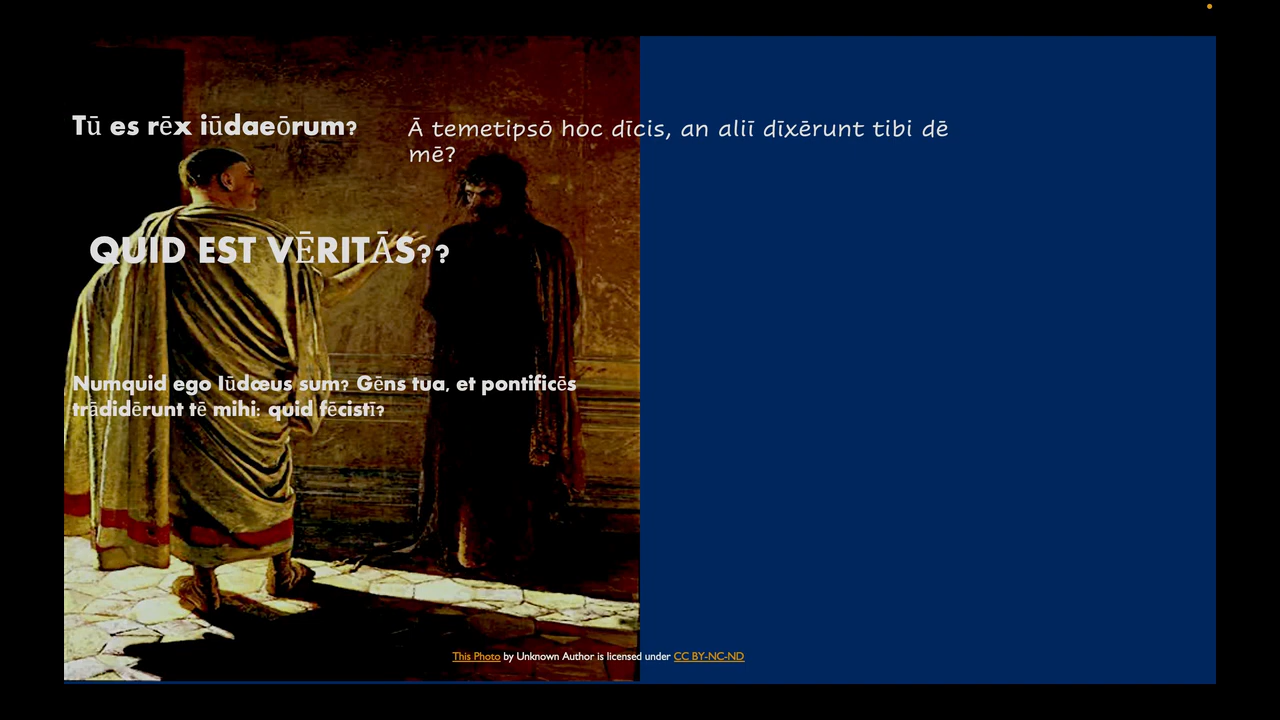 Tū es rēx iūdaeōrum?
Ā temetipsō hoc dīcis, an aliī dīxērunt tibi dē
mē?
QUID EST VĒRITĀS??
Numquid ego Iūdœus sum? Gēns tua, et pontificēs
trādidērunt tē mihi: quid fēcistī?
This Photo by Unknown Author is licensed under CC BY-NC-ND